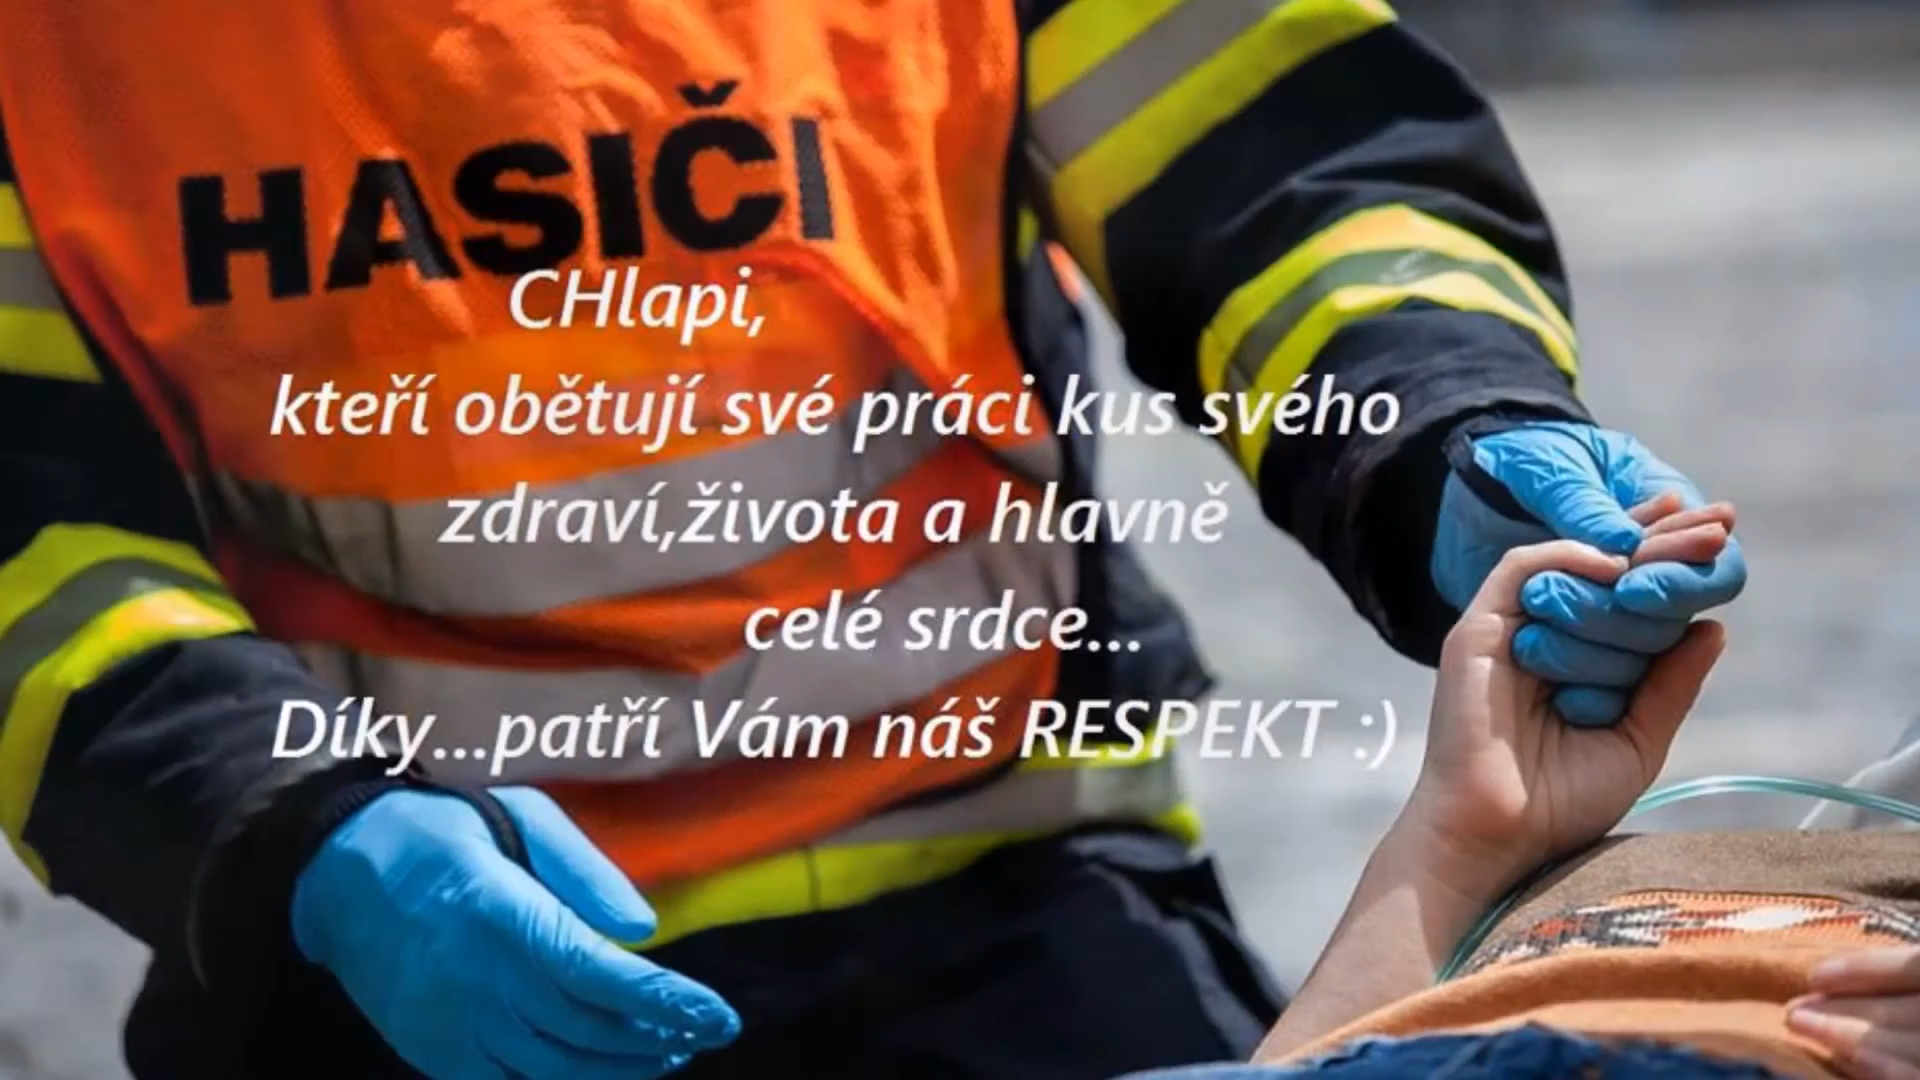 HASIČI
CHlapi,
kteří obětují své práci kus svého
zdraví,života a hlavně
celé srdce...
Díky...patří Vám náš RESPEKT :)